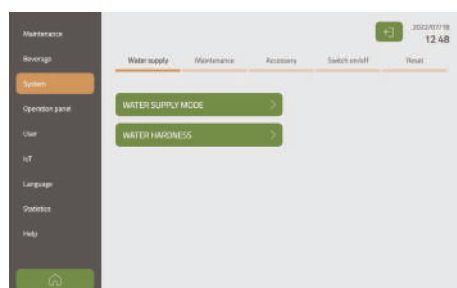 Maintenance
Beverage
System
Operation panel
User
IoT
Language
Statistics
Help
2022/07/19
12 48
Water supply Maintenance Accessory Switch on/off Reset
WATER SUPPLY MODE
WATER HARDNESS